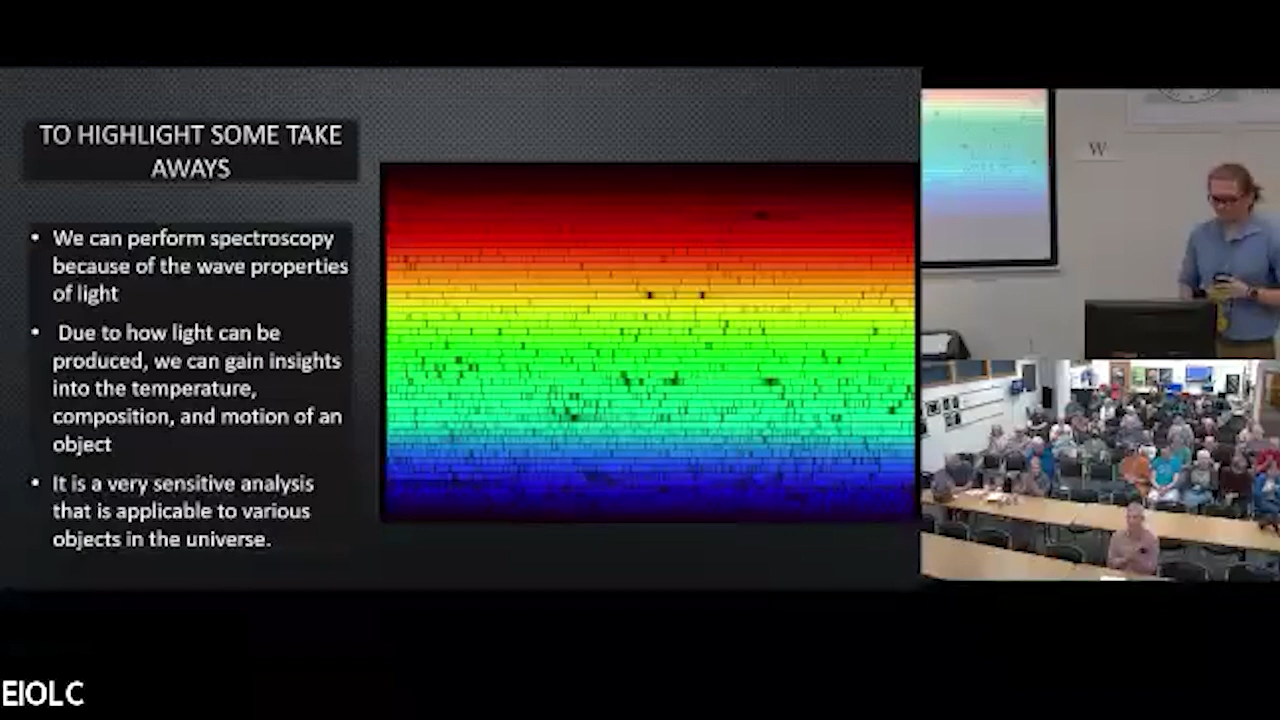 TO HIGHLIGHT SOME TAKE
AWAYS
• We can perform spectroscopy
because of the wave properties
of light
• Due to how light can be
produced, we can gain insights
into the temperature,
composition, and motion of an
object
• It is a very sensitive analysis
that is applicable to various
objects in the universe.
W
EIOLC